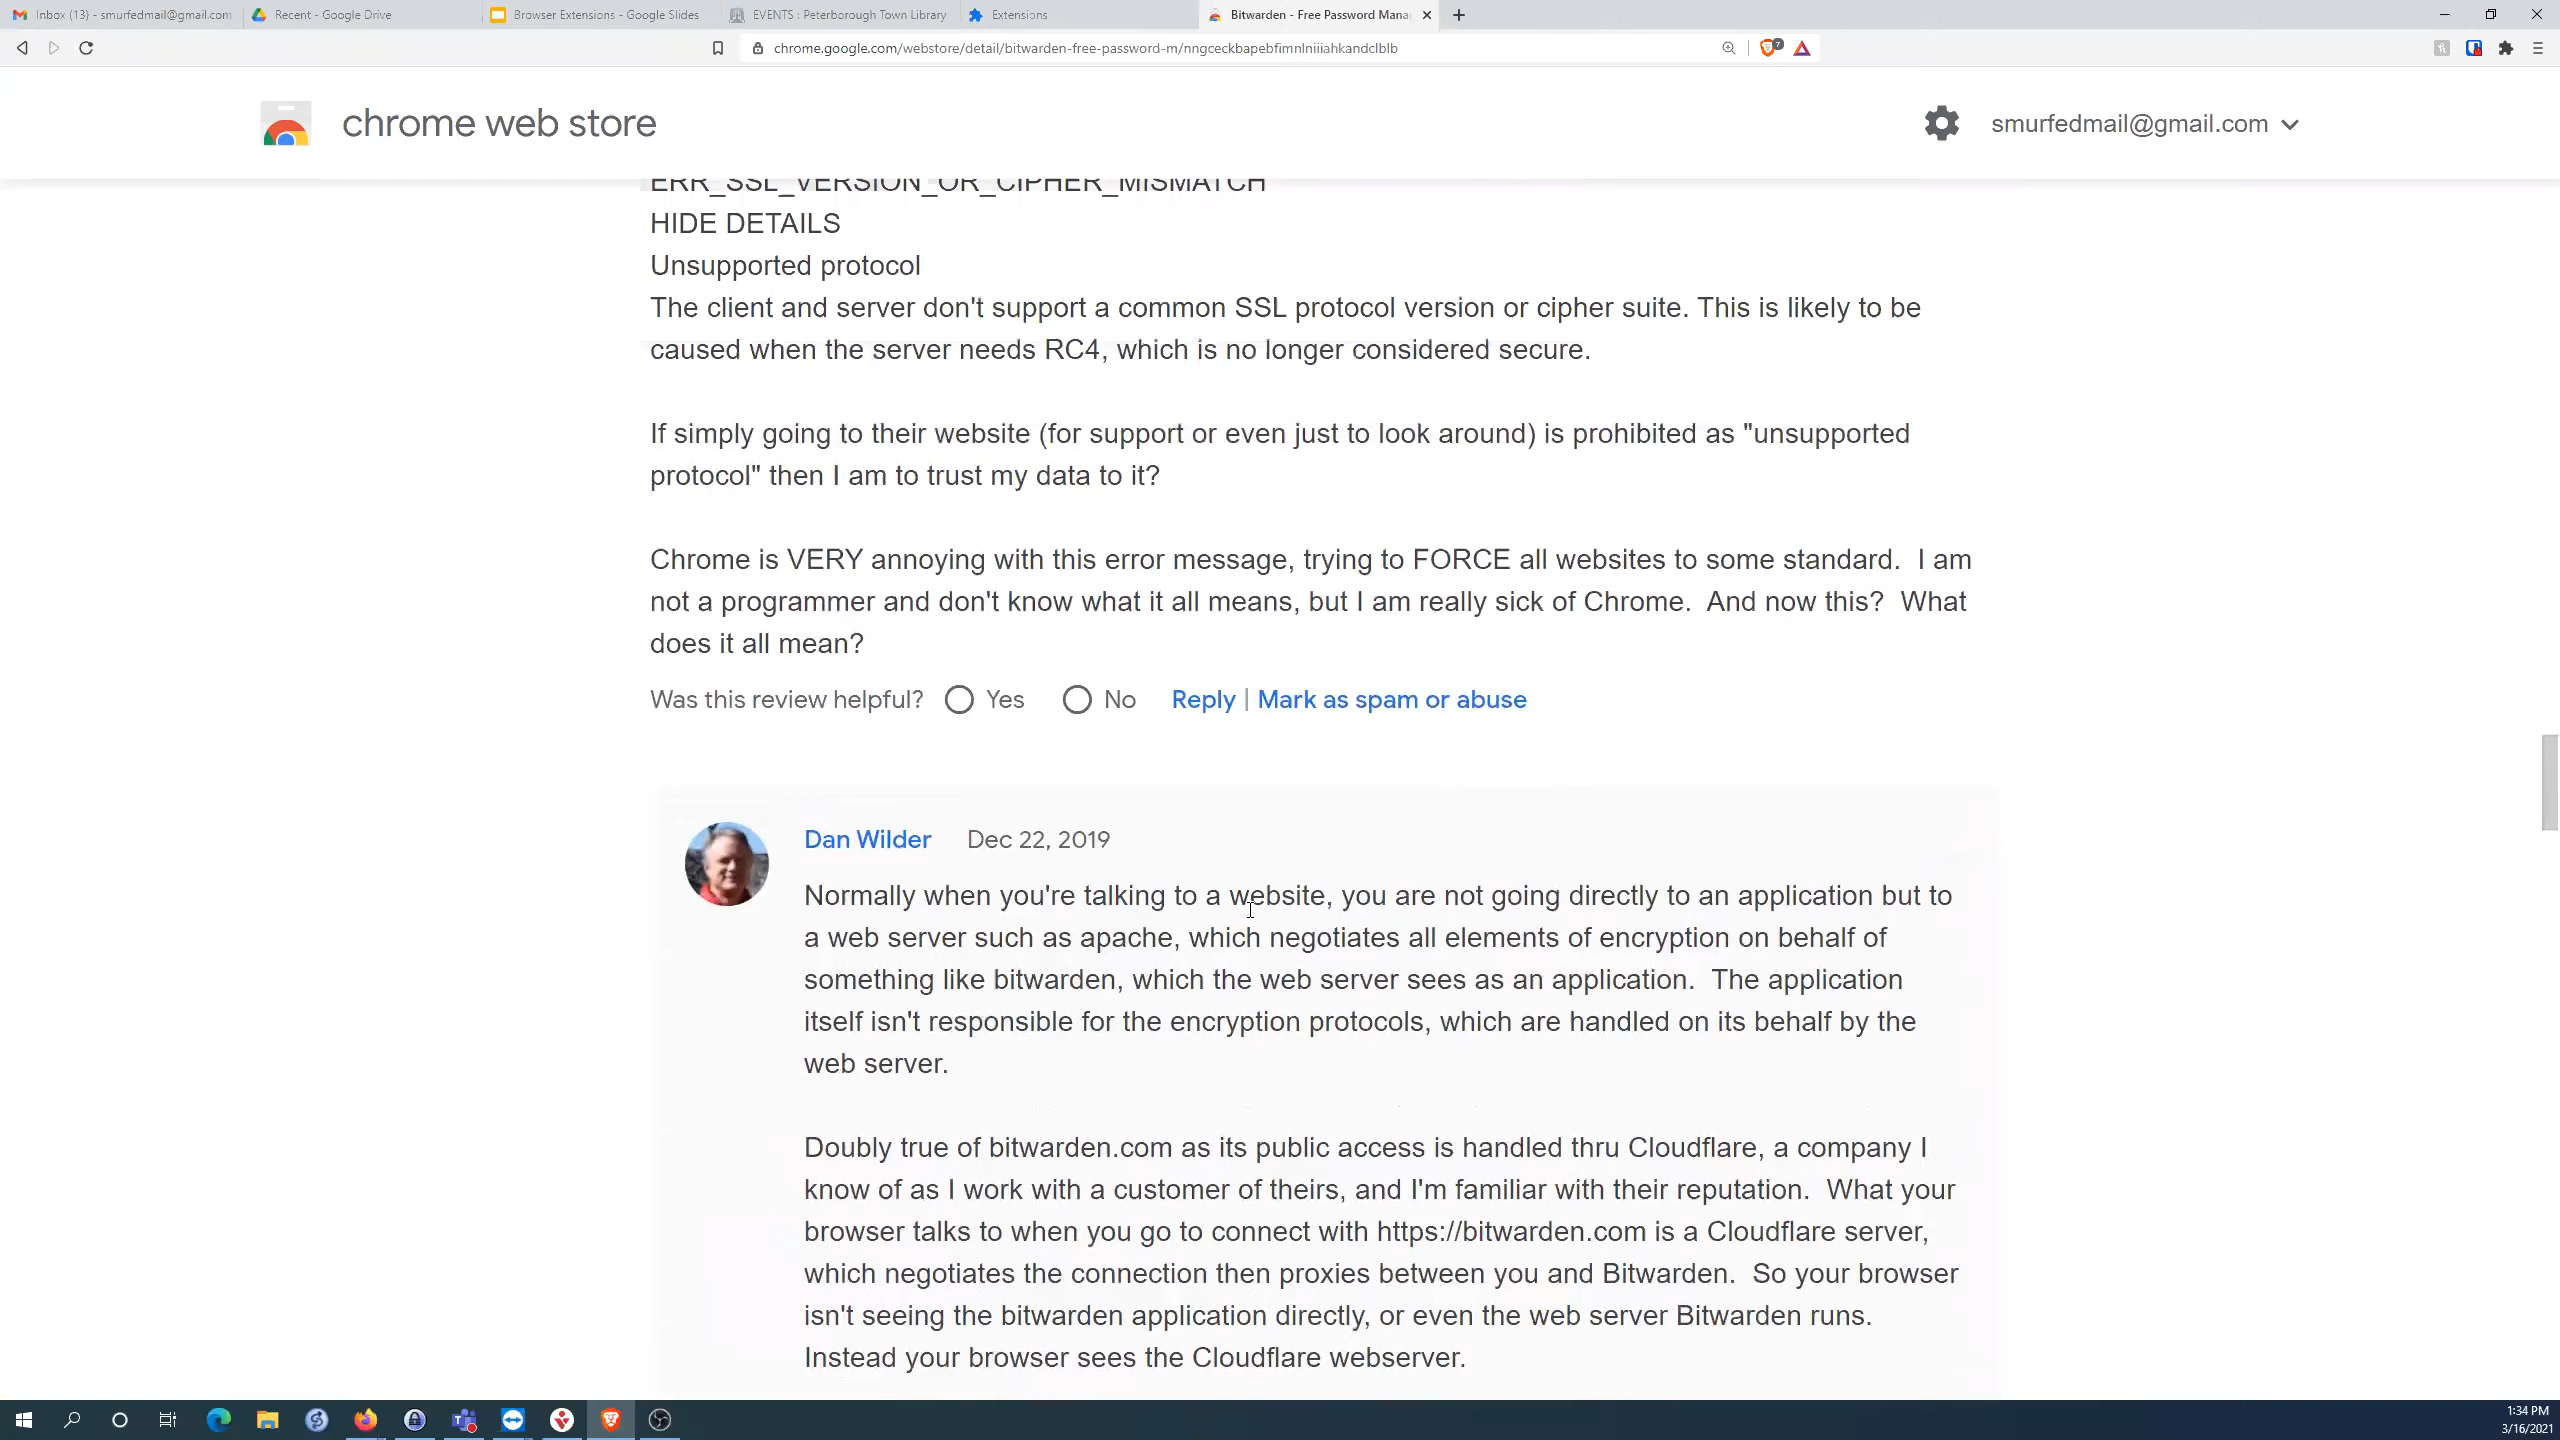 Inbox (13) - smurfedmail@gmail.com
Recent - Google Drive
Browser Extensions - Google Slides
EVENTS : Peterborough Town Library
Extensions
Bitwarden - Free Password Mana
chrome.google.com/webstore/detail/bitwarden-free-password-m/nngceckbapebfimnlniiiahkandclblb
7
chrome web store
smurfedmail@gmail.com
ERR_SSL_VERSION_OR_CIPHER_MISMATCH
HIDE DETAILS
Unsupported protocol
The client and server don't support a common SSL protocol version or cipher suite. This is likely to be
caused when the server needs RC4, which is no longer considered secure.
If simply going to their website (for support or even just to look around) is prohibited as "unsupported
protocol" then I am to trust my data to it?
Chrome is VERY annoying with this error message, trying to FORCE all websites to some standard.  I am
not a programmer and don't know what it all means, but I am really sick of Chrome.  And now this?  What
does it all mean?
Was this review helpful? Yes No Reply | Mark as spam or abuse
Dan Wilder Dec 22, 2019
Normally when you're talking to a website, you are not going directly to an application but to
a web server such as apache, which negotiates all elements of encryption on behalf of
something like bitwarden, which the web server sees as an application.  The application
itself isn't responsible for the encryption protocols, which are handled on its behalf by the
web server.
Doubly true of bitwarden.com as its public access is handled thru Cloudflare, a company I
know of as I work with a customer of theirs, and I'm familiar with their reputation.  What your
browser talks to when you go to connect with https://bitwarden.com is a Cloudflare server,
which negotiates the connection then proxies between you and Bitwarden.  So your browser
isn't seeing the bitwarden application directly, or even the web server Bitwarden runs.
Instead your browser sees the Cloudflare webserver.
1:34 PM
3/16/2021